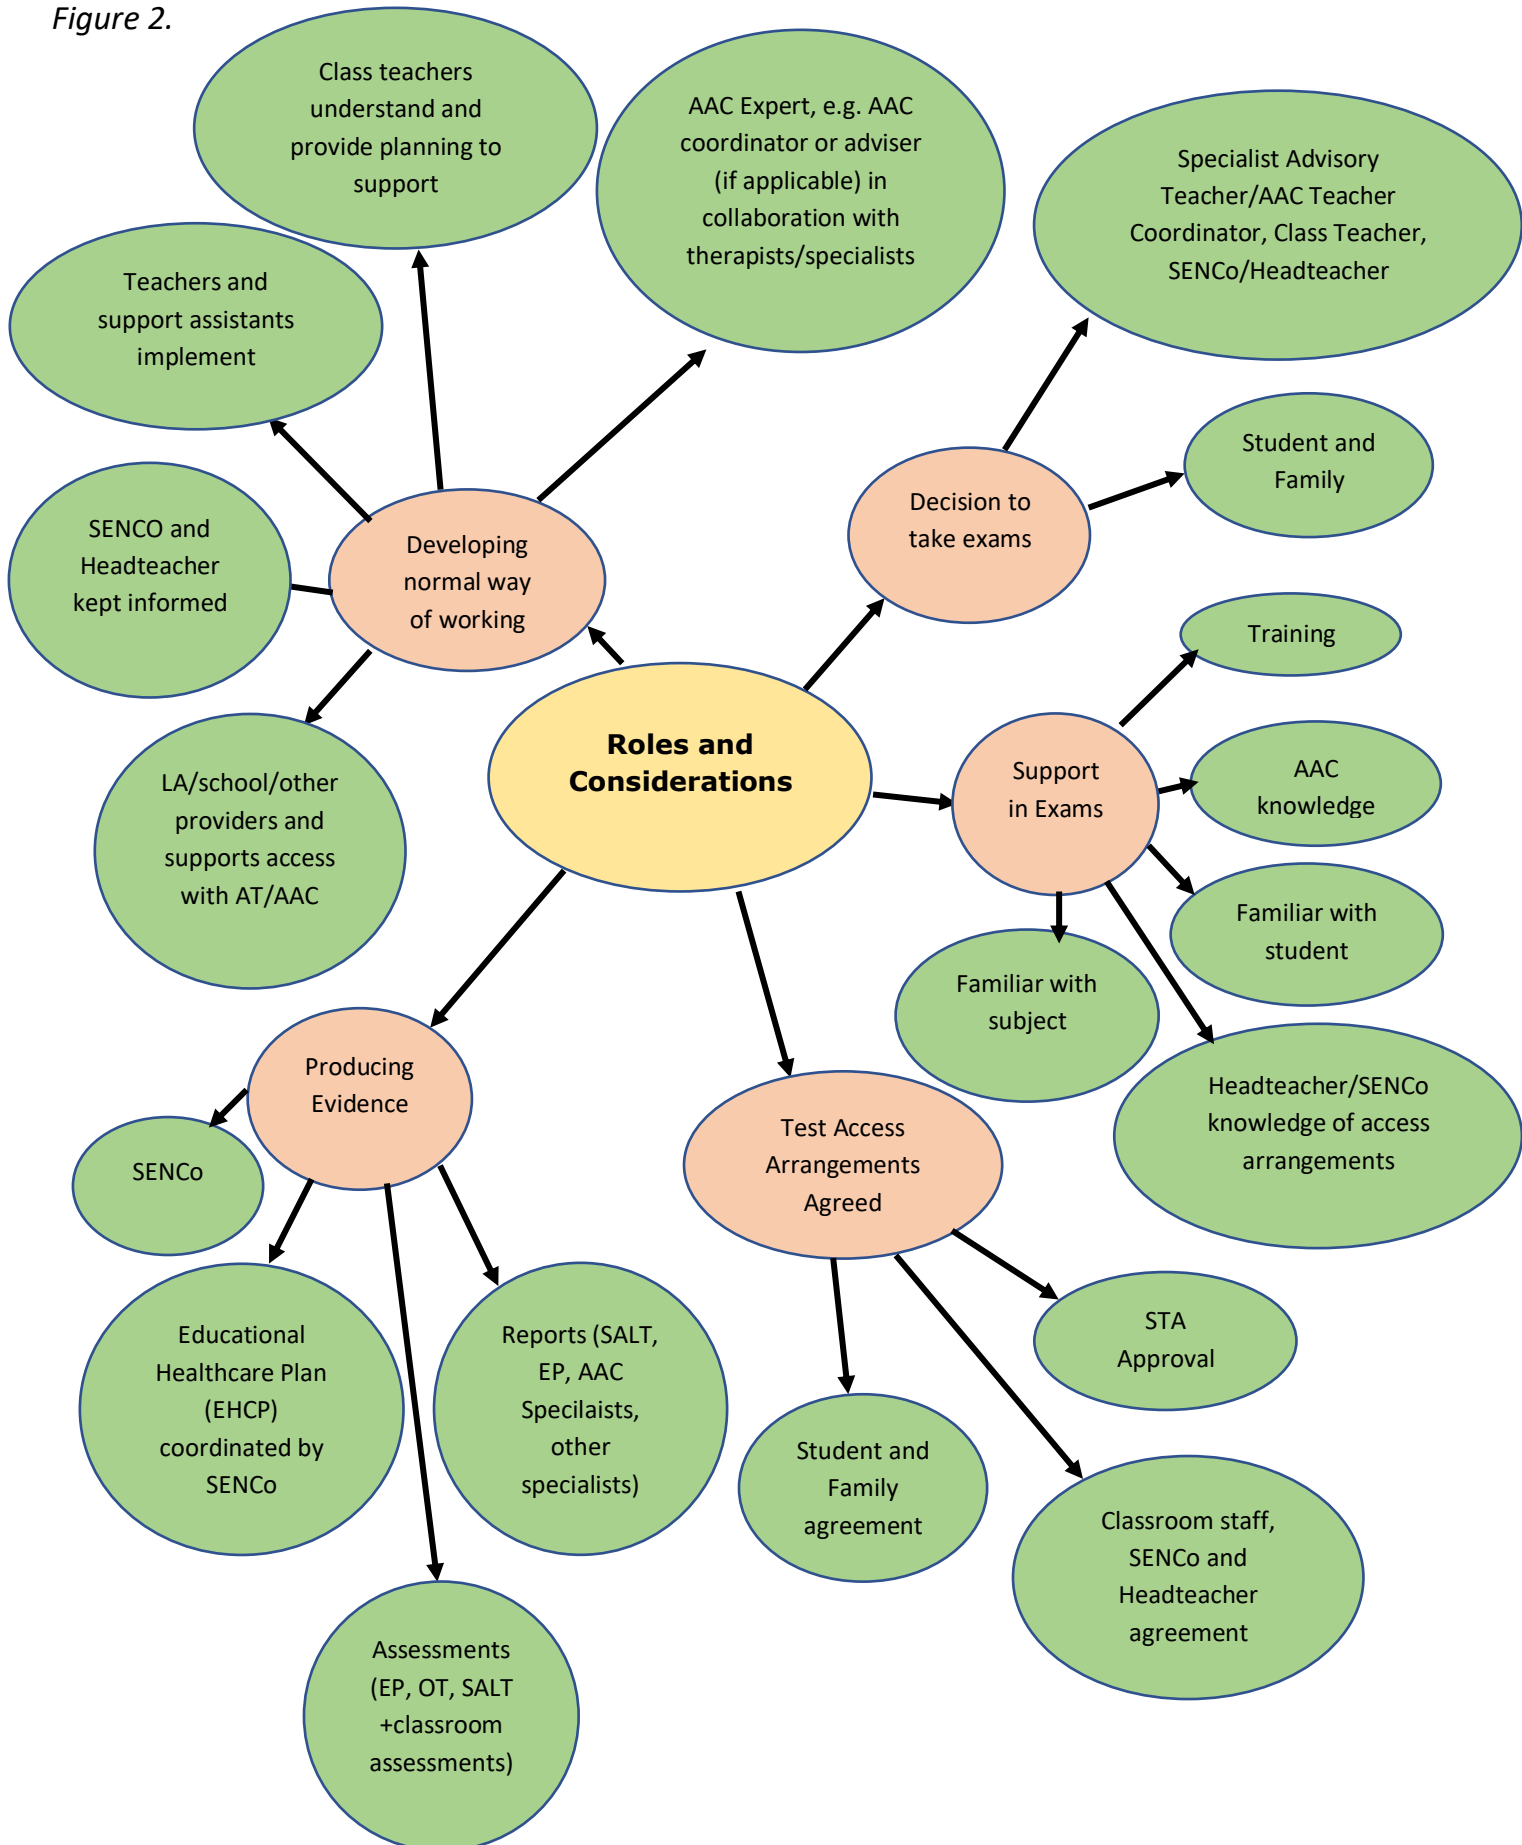 Figure 2.
Class teachers
understand and
provide planning to
support
AAC Expert, e.g. AAC
coordinator or adviser
(if applicable) in
collaboration with
therapists/specialists
Specialist Advisory
Teacher/AAC Teacher
Coordinator, Class Teacher,
SENCo/Headteacher
Teachers and
support assistants
implement
Student and
Family
Decision to
take exams
SENCO and
Headteacher
kept informed
Developing
normal way
of working
Training
Roles and
Considerations
Support
in Exams
AAC
knowledge
LA/school/other
providers and
supports access
with AT/AAC
Familiar with
student
Familiar with
subject
Headteacher/SENCo
knowledge of access
arrangements
Producing
Evidence
Test Access
Arrangements
Agreed
SENCo
Educational
Healthcare Plan
(EHCP)
coordinated by
SENCo
Reports (SALT,
EP, AAC
Specilaists,
other
specialists)
STA
Approval
Student and
Family
agreement
Classroom staff,
SENCo and
Headteacher
agreement
Assessments
(EP, OT, SALT
+classroom
assessments)